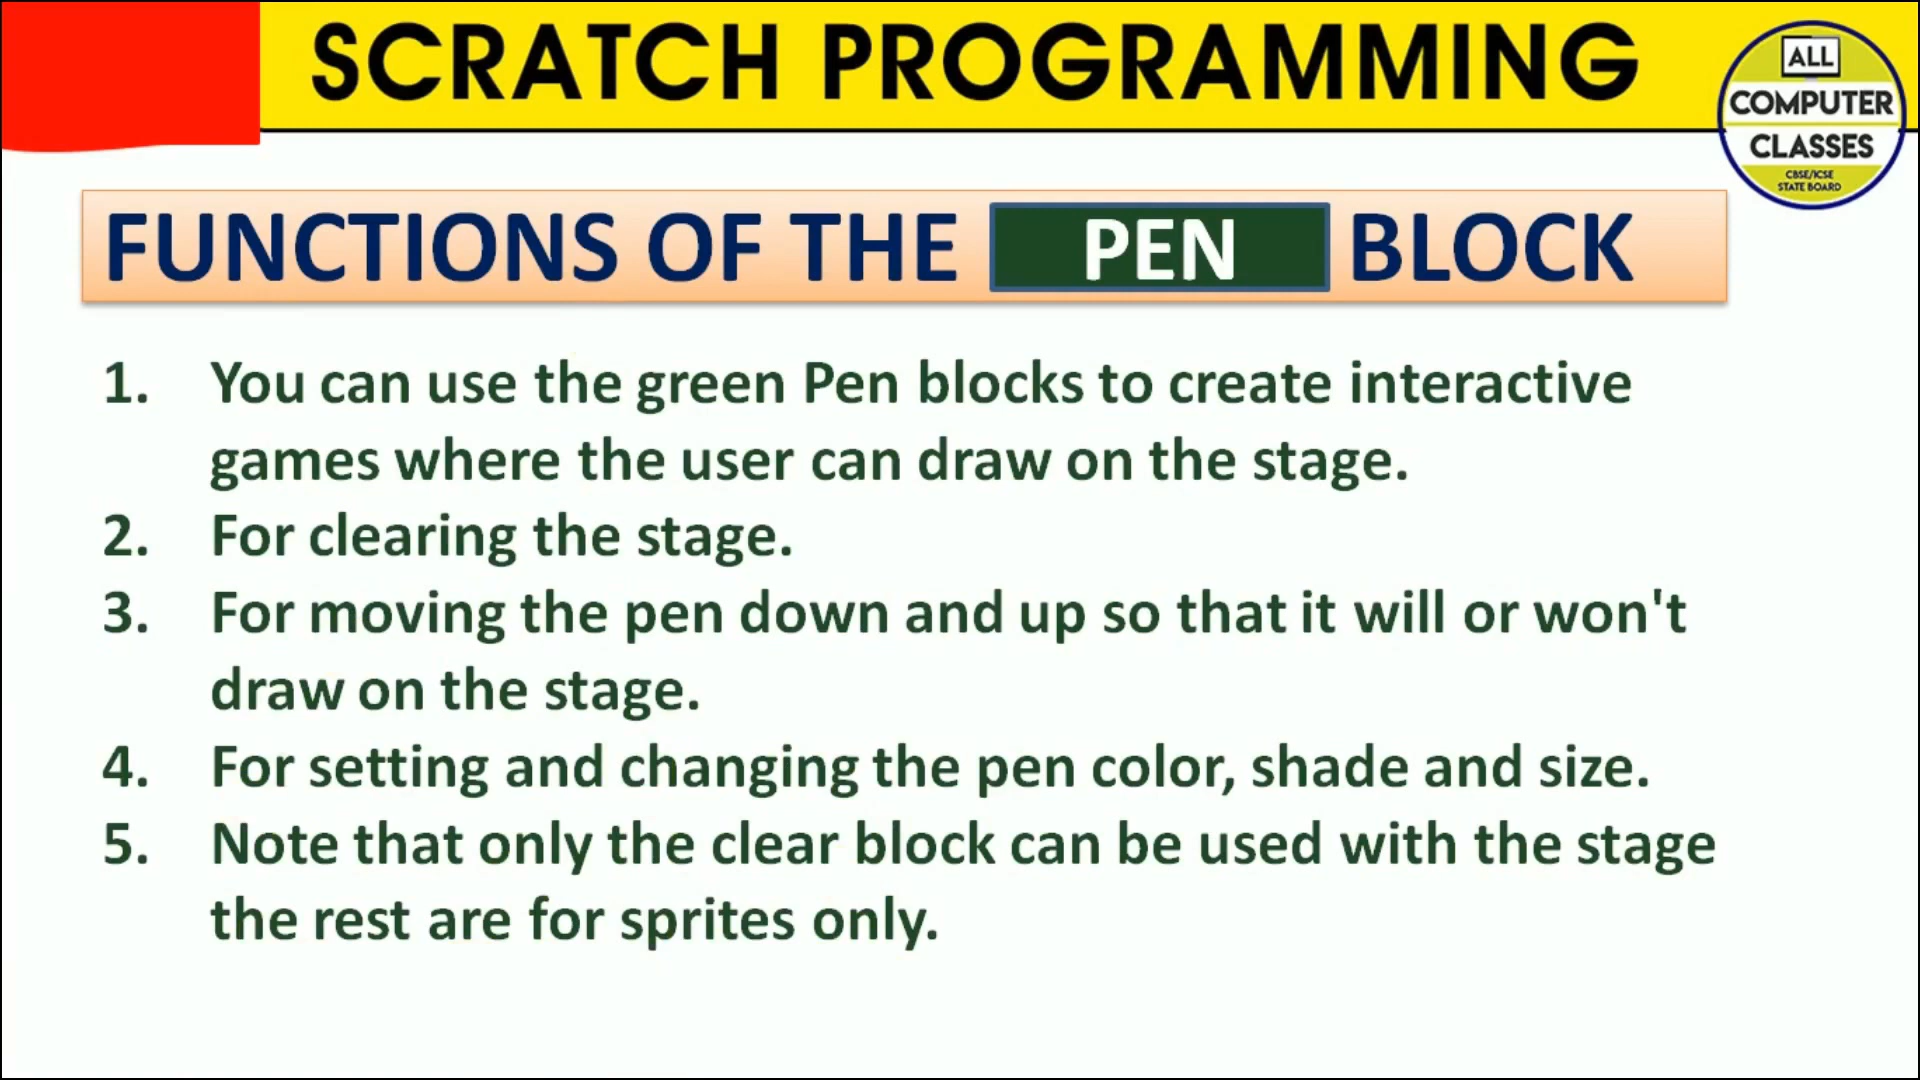 SCRATCH PROGRAMMING
ALL
COMPUTER
CLASSES
CBSE/ICSE
STATE BOARD
FUNCTIONS OF THE PEN BLOCK
1. You can use the green Pen blocks to create interactive
games where the user can draw on the stage.
2. For clearing the stage.
3. For moving the pen down and up so that it will or won't
draw on the stage.
4. For setting and changing the pen color, shade and size.
5. Note that only the clear block can be used with the stage
the rest are for sprites only.